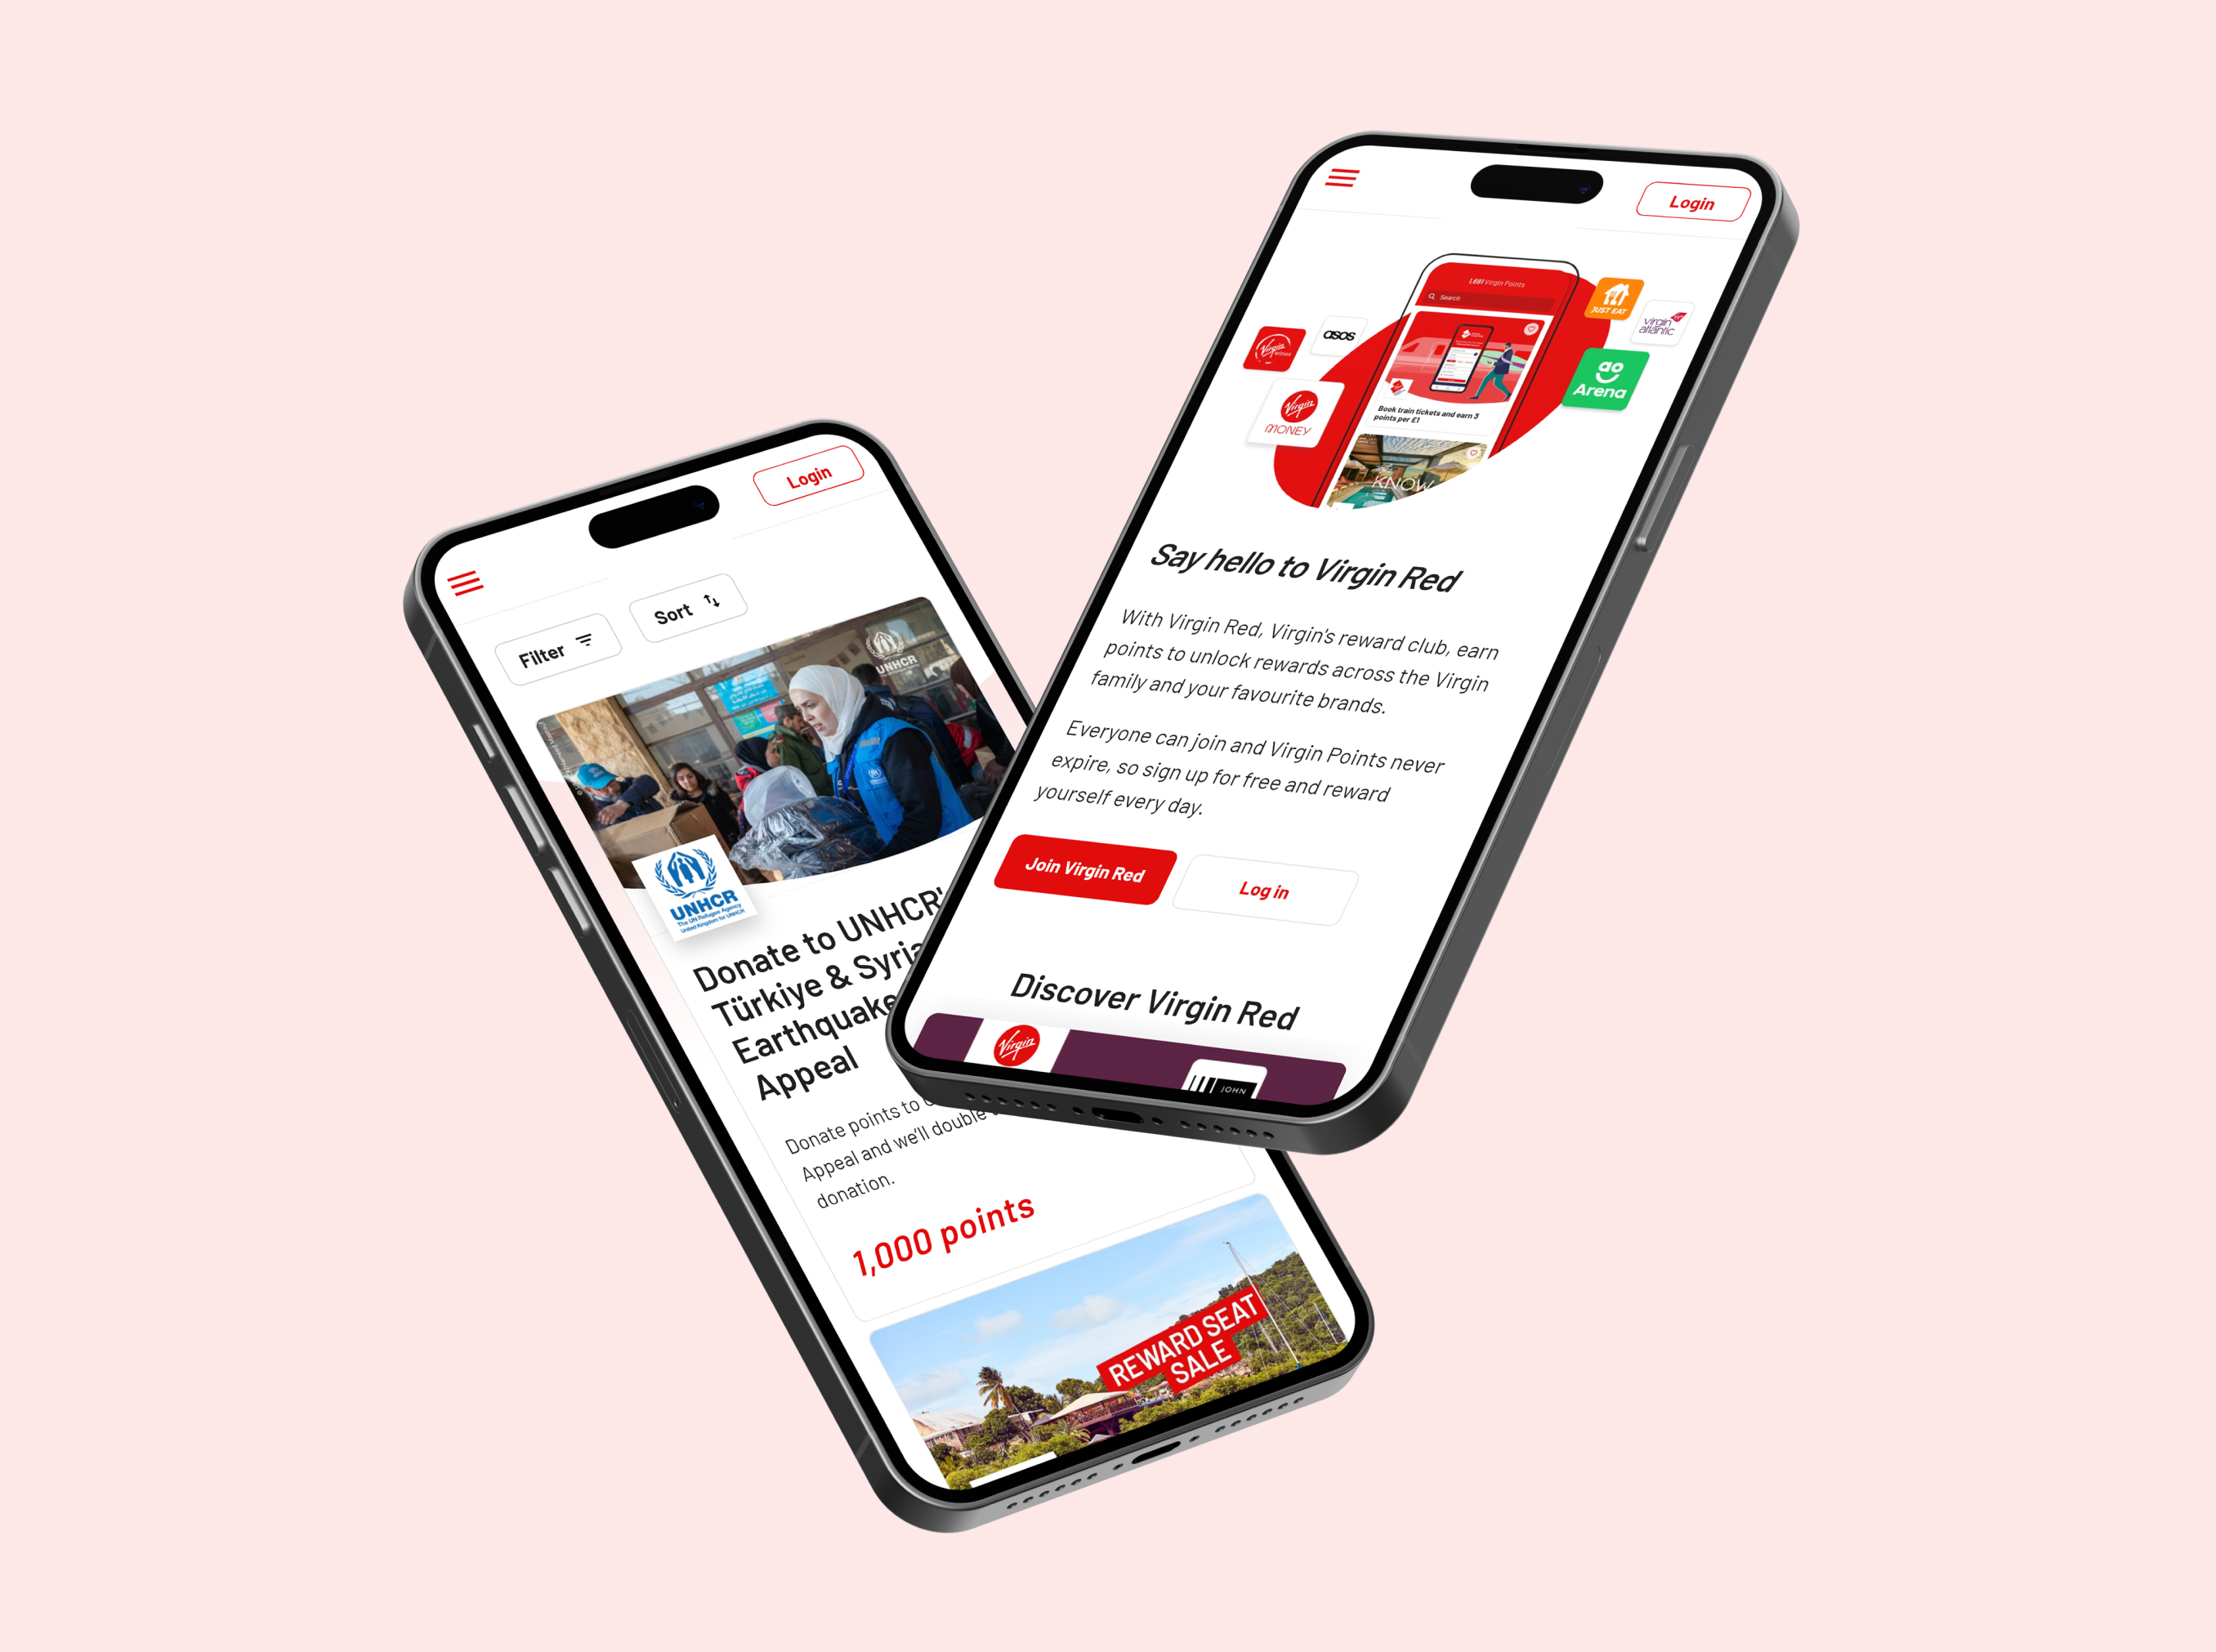 Login
Filter
Sort
UNHCR
UNHCR
The UN Refugee Agency
United Kingdom for UNHCR
Donate to UNHCR'
Türkiye & Syria
Earthquake
Appeal
Donate points to
Appeal and we'll double
donation.
1,000 points
REWARD SEAT
SALE
Login
1,691 Virgin Points
Search
JUST EAT
virgin atlantic
asos
Virgin
WINES
ao
Arena
Virgin
MONEY
Book train tickets and earn 3
points per £1
KNOW
Say hello to Virgin Red
With Virgin Red, Virgin's reward club, earn
points to unlock rewards across the Virgin
family and your favourite brands.
Everyone can join and Virgin Points never
expire, so sign up for free and reward
yourself every day.
Join Virgin Red
Log in
Discover Virgin Red
Virgin
JOHN